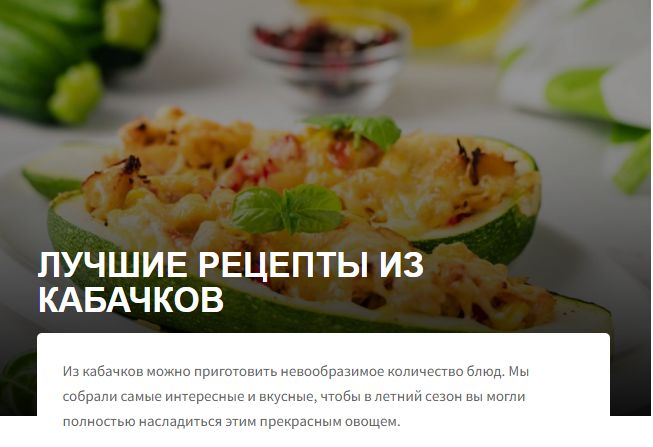 ЛУЧШИЕ РЕЦЕПТЫ ИЗ
КАБАЧКОВ
Из кабачков можно приготовить невообразимое количество блюд. Мы
собрали самые интересные и вкусные, чтобы в летний сезон вы могли
полностью насладиться этим прекрасным овощем.